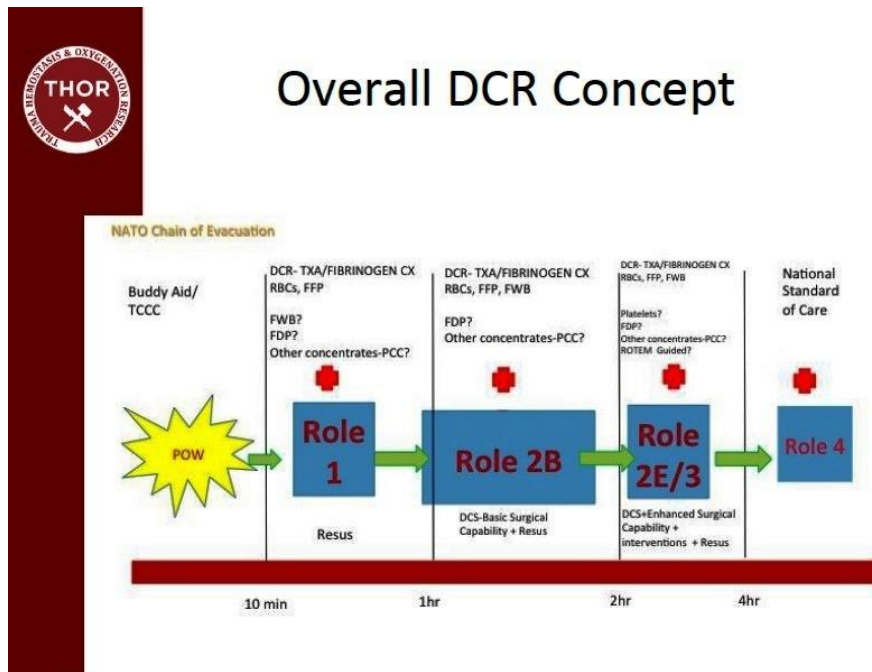 TRAUMA HEMOSTASIS & OXYGENATION RESEARCH
THOR
Overall DCR Concept
NATO Chain of Evacuation
Buddy Aid/
TCCC
DCR- TXA/FIBRINOGEN CX
RBCs, FFP
FWB?
FDP?
Other concentrates-PCC?
DCR- TXA/FIBRINOGEN CX
RBCs, FFP, FWB
FDP?
Other concentrates-PCC?
DCR- TXA/FIBRINOGEN CX
RBCs, FFP, FWB
Platelets?
FDP?
Other concentrates-PCC?
ROTEM Guided?
National
Standard
of Care
POW
Role
1
Role 2B
Role
2E/3
Role 4
Resus
DCS-Basic Surgical
Capability + Resus
DCS+Enhanced Surgical
Capability +
interventions + Resus
10 min
1hr
2hr
4hr